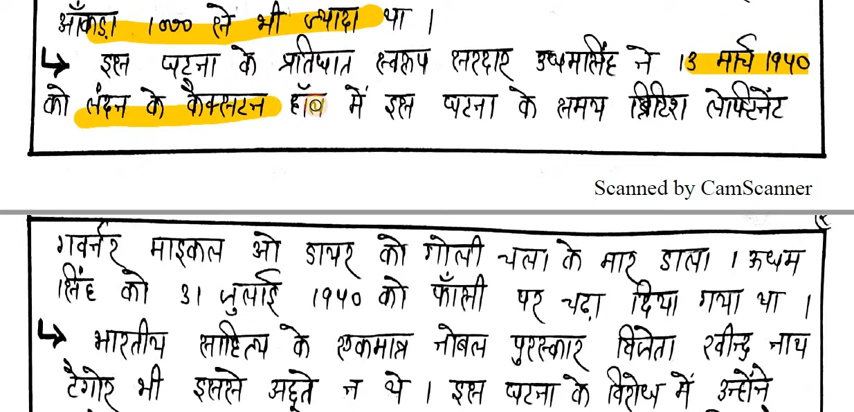 आँकड़ा 1000 से भी ज्यादा था ।
↳ इस घटना के प्रतिघात स्वरूप सरदार उधमसिंह ने 13 मार्च 1940
को लंदन के कैक्सटन हॉल में इस घटना के समय ब्रिटिश लेफ्टिनेंट
Scanned by CamScanner
गवर्नर माइकल ओ डायर को गोली चला के मार डाला । ऊधम
सिंह को 31 जुलाई 1940 को फाँसी पर चढ़ा दिया गया था ।
↳ भारतीय साहित्य के एकमात्र नोबल पुरस्कार विजेता रवीन्द्र नाथ
टैगोर भी इससे अछूते न थे । इस घटना के विरोध में उन्होंने